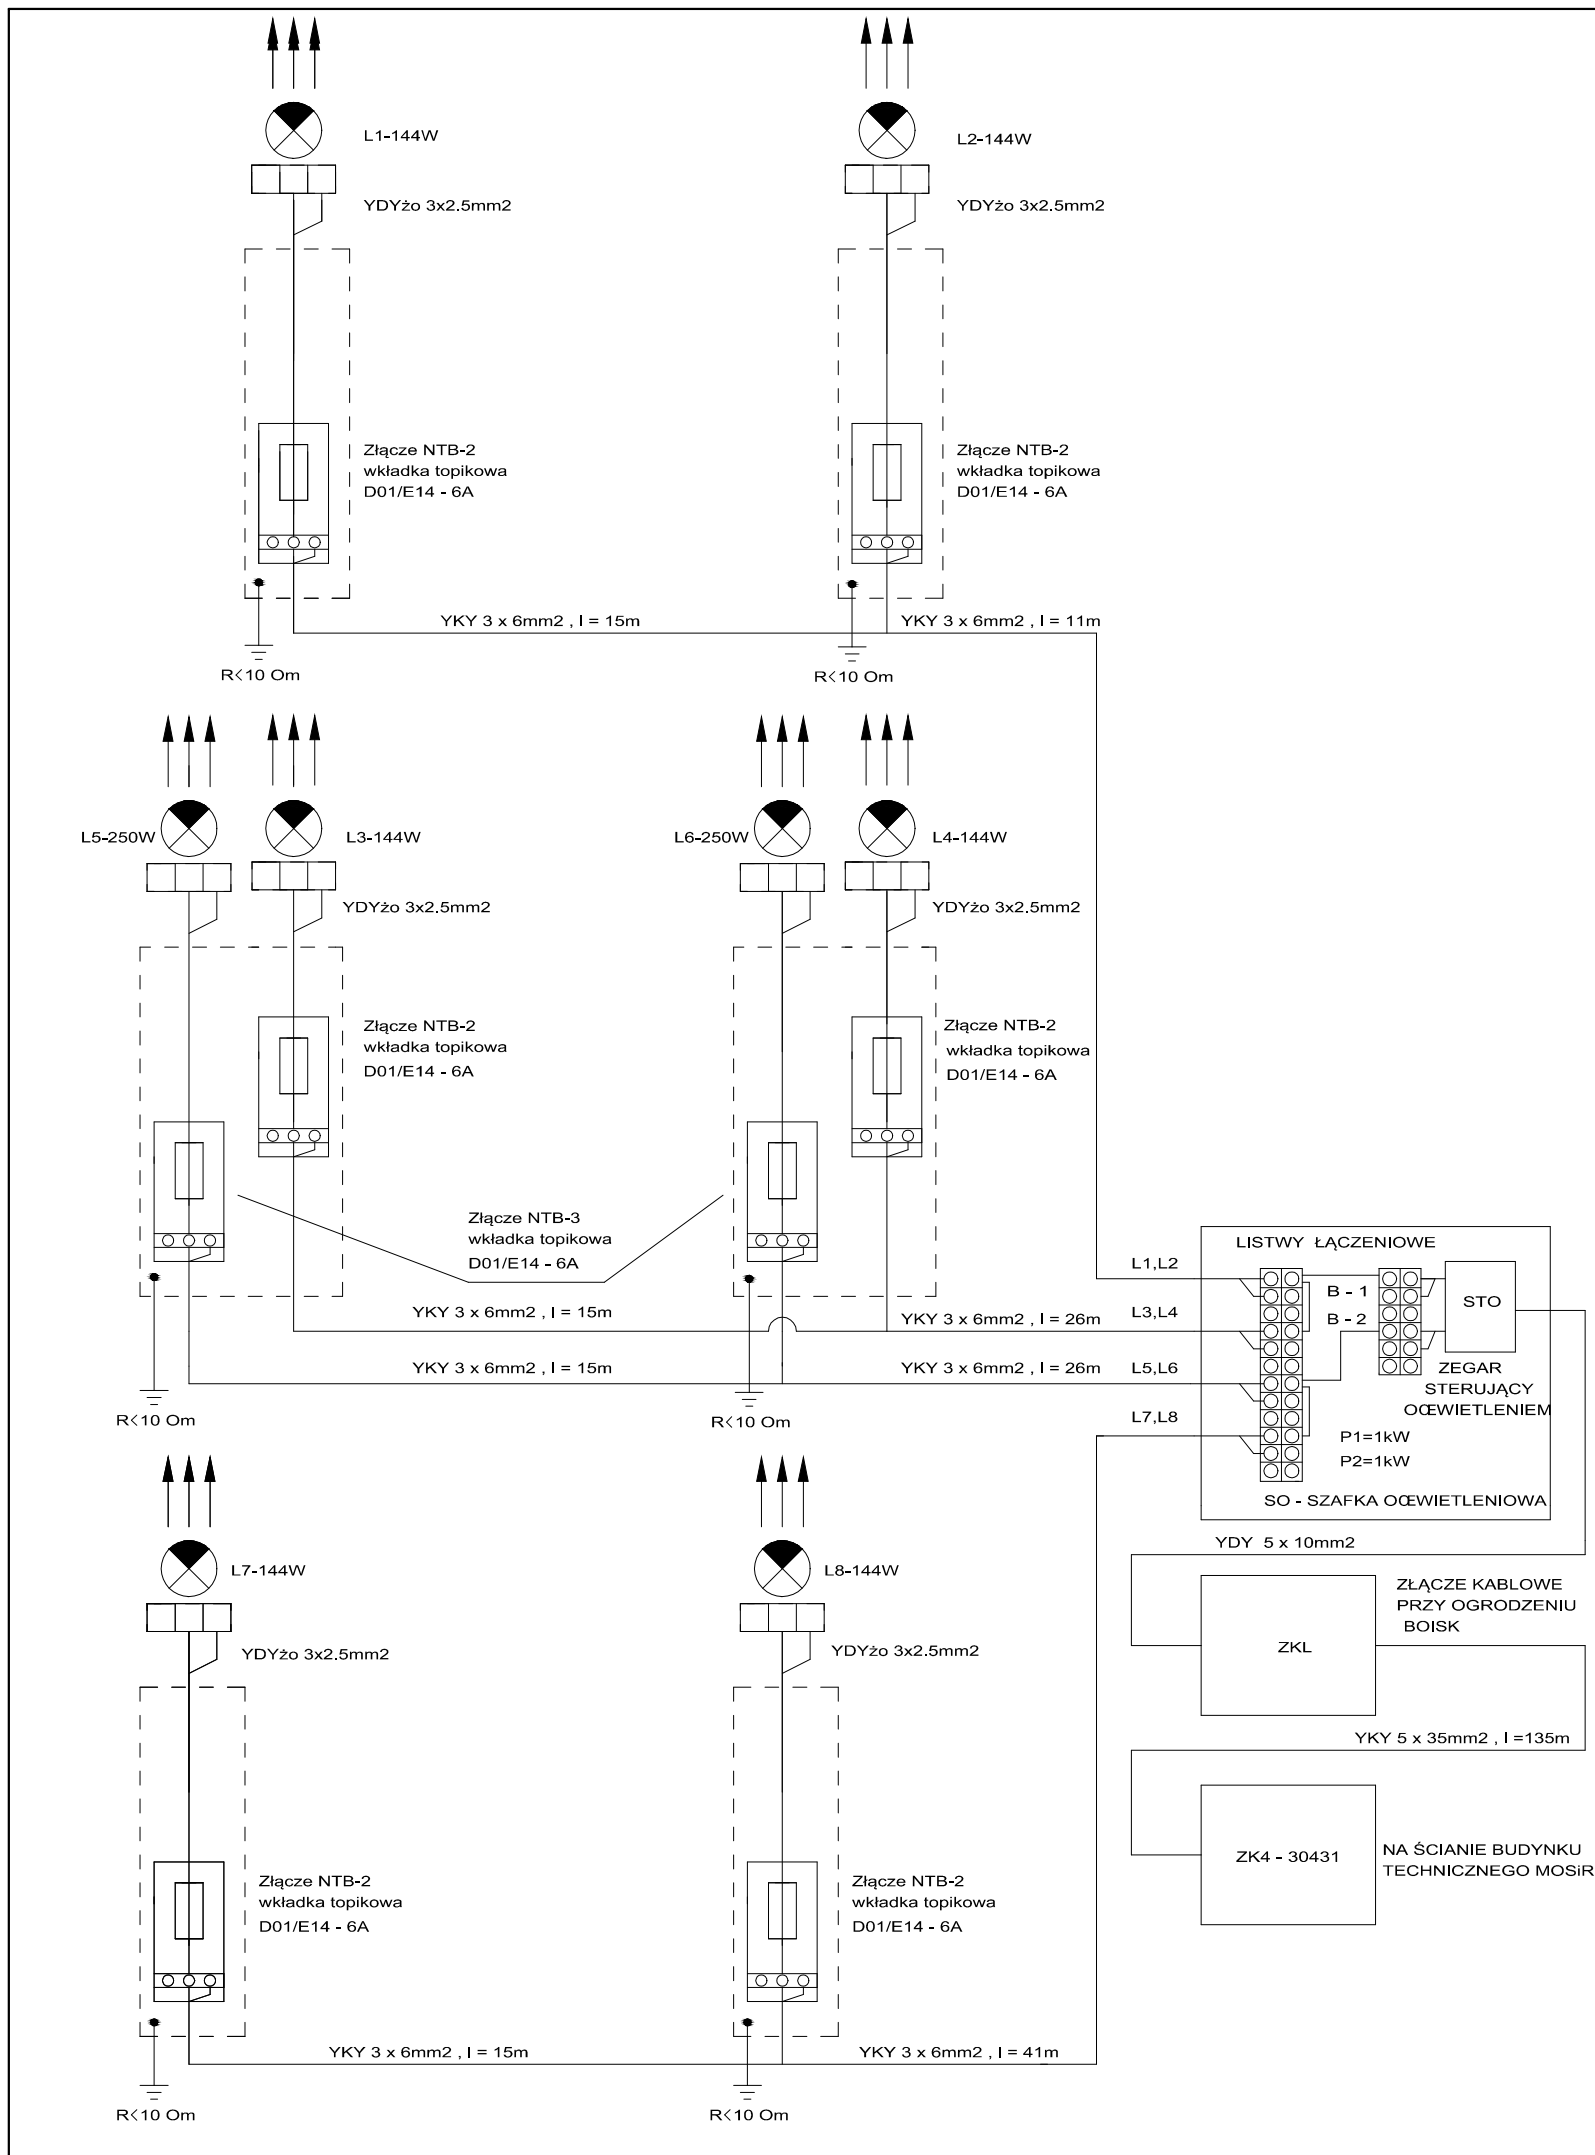 L1-144W
L2-144W
YDYżo 3x2.5mm2
YDYżo 3x2.5mm2
Złącze NTB-2
wkładka topikowa
D01/E14 - 6A
Złącze NTB-2
wkładka topikowa
D01/E14 - 6A
YKY 3 x 6mm2 , l = 15m
YKY 3 x 6mm2 , l = 11m
R<10 Om
R<10 Om
L5-250W
L3-144W
L6-250W
L4-144W
YDYżo 3x2.5mm2
YDYżo 3x2.5mm2
Złącze NTB-2
wkładka topikowa
D01/E14 - 6A
Złącze NTB-2
wkładka topikowa
D01/E14 - 6A
Złącze NTB-3
wkładka topikowa
D01/E14 - 6A
YKY 3 x 6mm2 , l = 15m
YKY 3 x 6mm2 , l = 26m
YKY 3 x 6mm2 , l = 15m
YKY 3 x 6mm2 , l = 26m
R<10 Om
R<10 Om
L1,L2
L3,L4
L5,L6
L7,L8
LISTWY ŁĄCZENIOWE
B - 1
B - 2
STO
ZEGAR
STERUJĄCY
OŒWIETLENIEM
P1=1kW
P2=1kW
SO - SZAFKA OŒWIETLENIOWA
YDY 5 x 10mm2
ZŁĄCZE KABLOWE
PRZY OGRODZENIU
BOISK
ZKL
YKY 5 x 35mm2 , l =135m
ZK4 - 30431
NA ŚCIANIE BUDYNKU
TECHNICZNEGO MOSiR
L7-144W
L8-144W
YDYżo 3x2.5mm2
YDYżo 3x2.5mm2
Złącze NTB-2
wkładka topikowa
D01/E14 - 6A
Złącze NTB-2
wkładka topikowa
D01/E14 - 6A
YKY 3 x 6mm2 , l = 15m
YKY 3 x 6mm2 , l = 41m
R<10 Om
R<10 Om